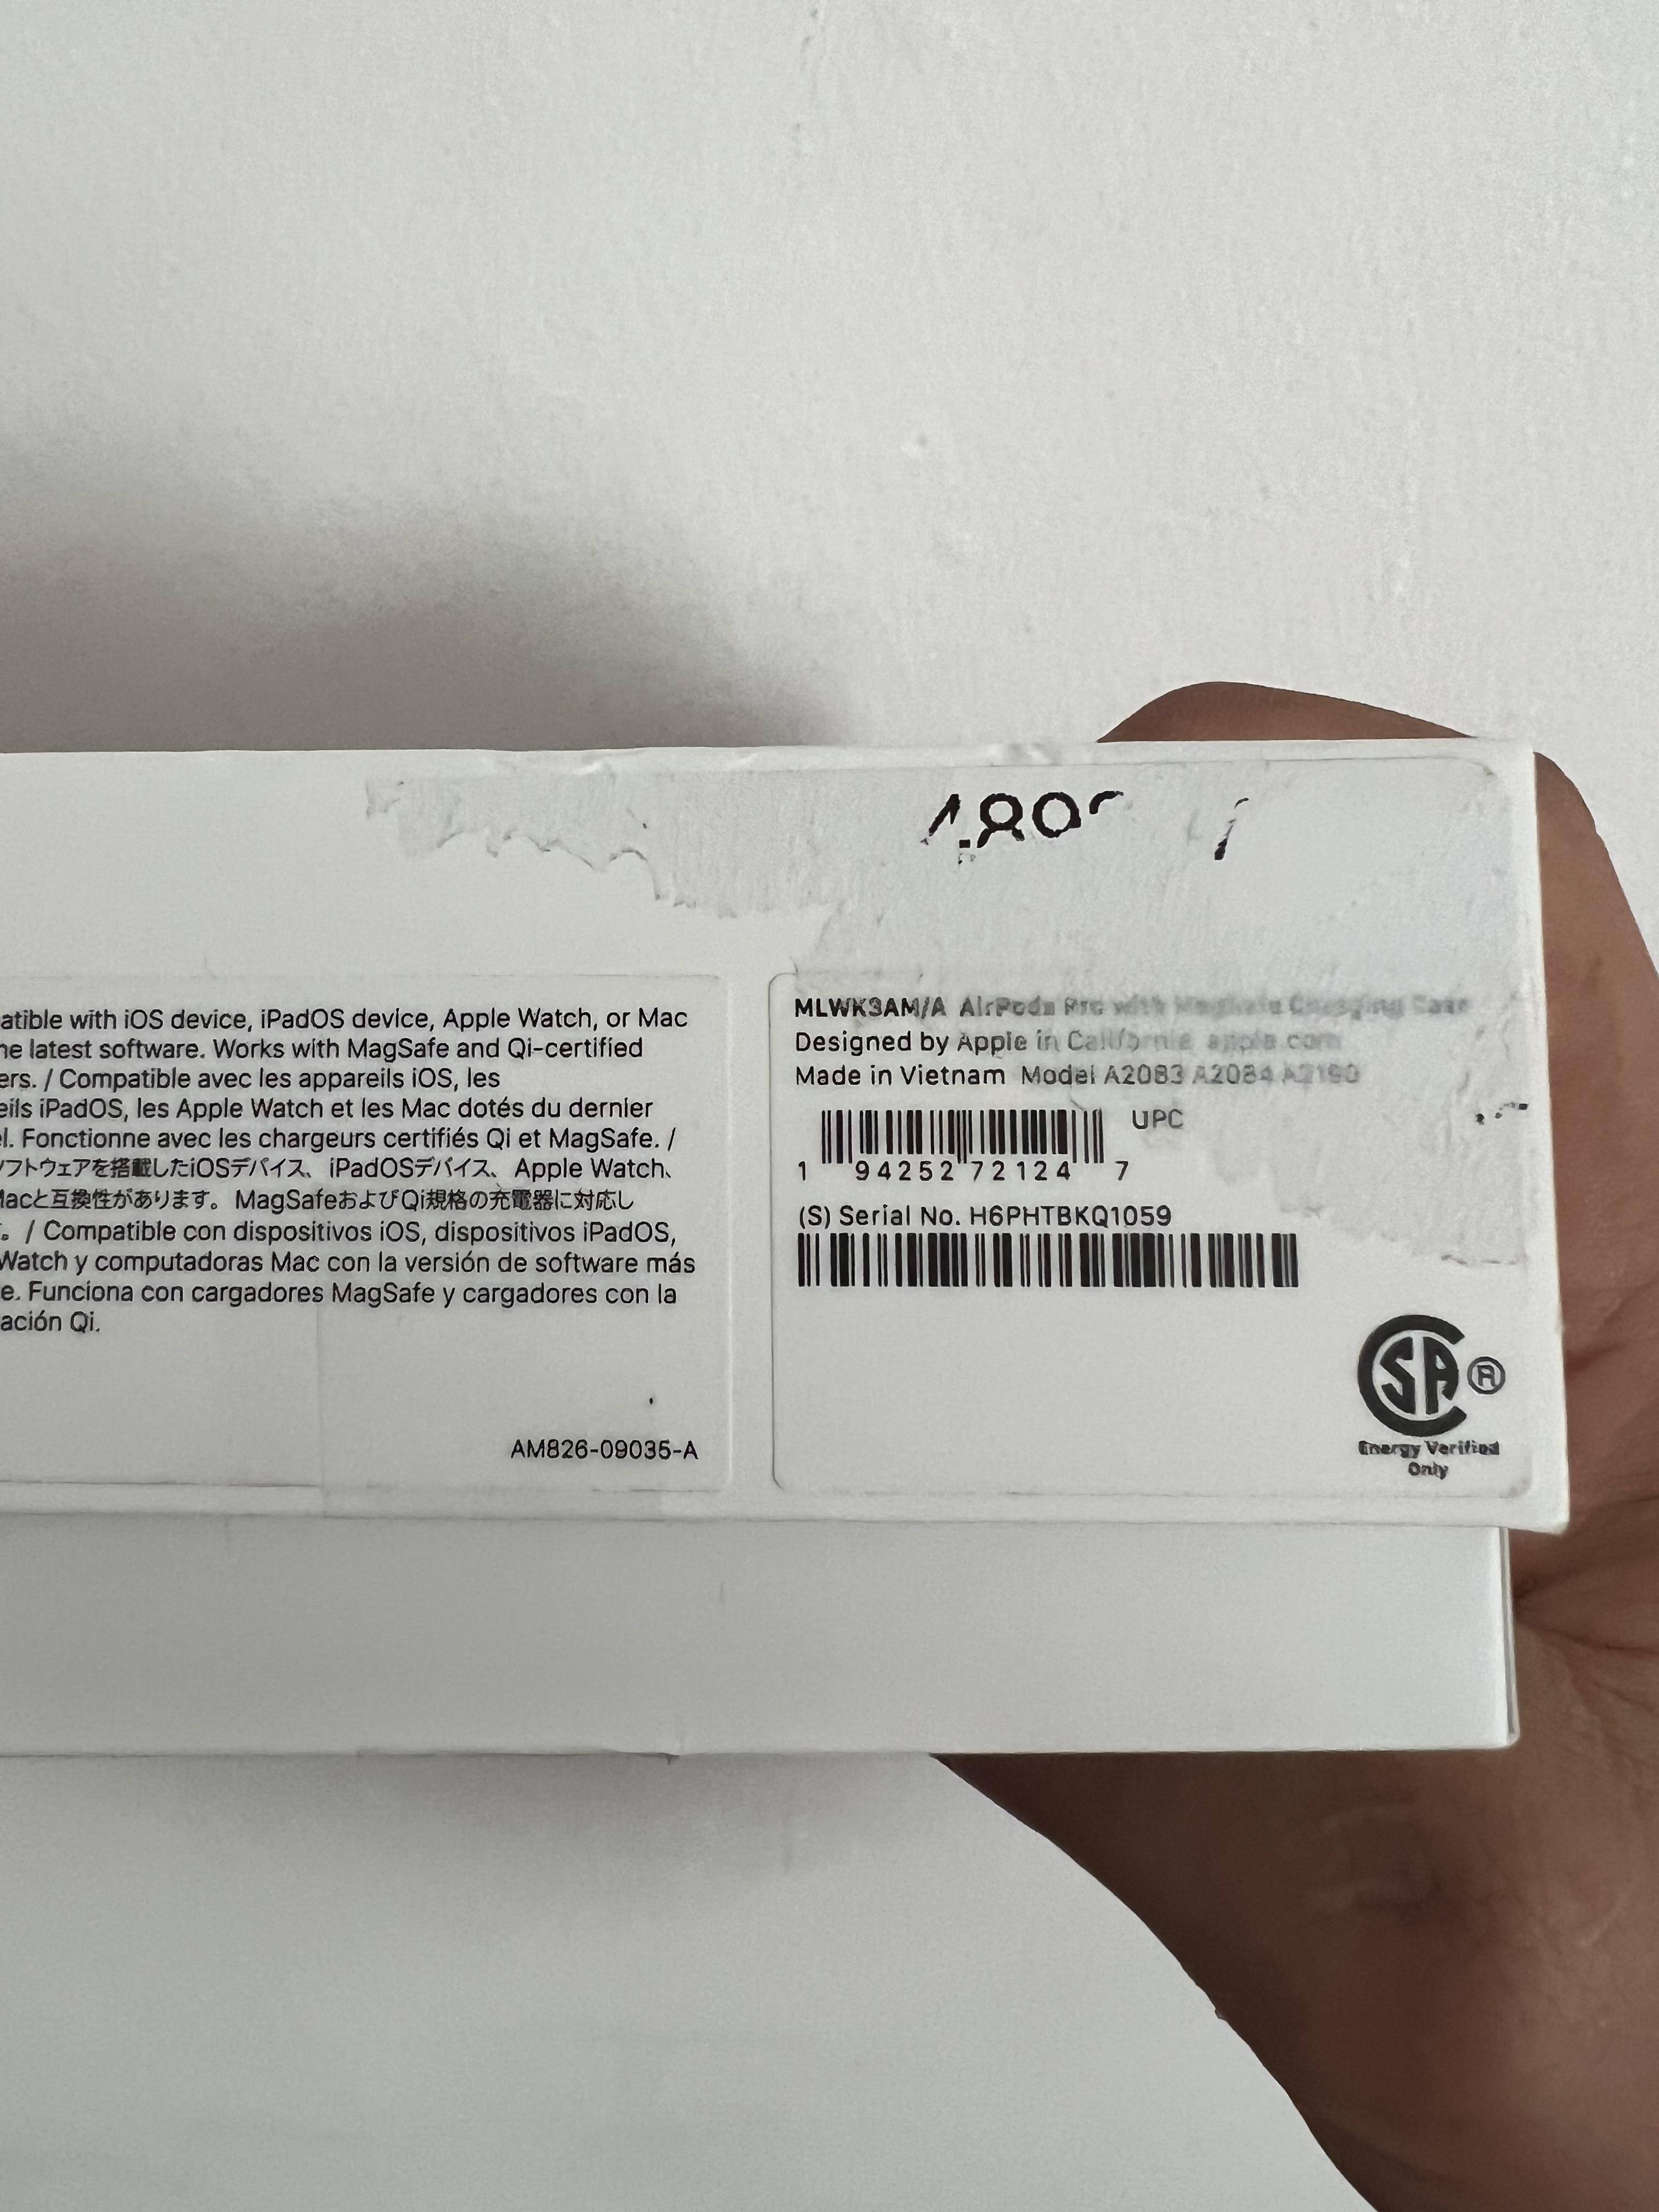 atible with iOS device, iPadOS device, Apple Watch, or Mac
ne latest software. Works with MagSafe and Qi-certified
ers. / Compatible avec les appareils iOS, les
eils iPadOS, les Apple Watch et les Mac dotés du dernier
el. Fonctionne avec les chargeurs certifiés Qi et MagSafe. /
ソフトウェアを搭載したiOSデバイス、iPadOSデバイス、Apple Watch、
Macと互換性があります。MagSafeおよびQi規格の充電器に対応し
。 / Compatible con dispositivos iOS, dispositivos iPadOS,
Watch y computadoras Mac con la versión de software más
e. Funciona con cargadores MagSafe y cargadores con la
ación Qi.
AM826-09035-A
MLWK3AM/A AirPods Pro with MagSafe Charging Case
Designed by Apple in California apple.com
Made in Vietnam Model A2083 A2084 A2190
UPC
1 94252 72124 7
(S) Serial No. H6PHTBKQ1059
SA ®
Energy Verified
Only